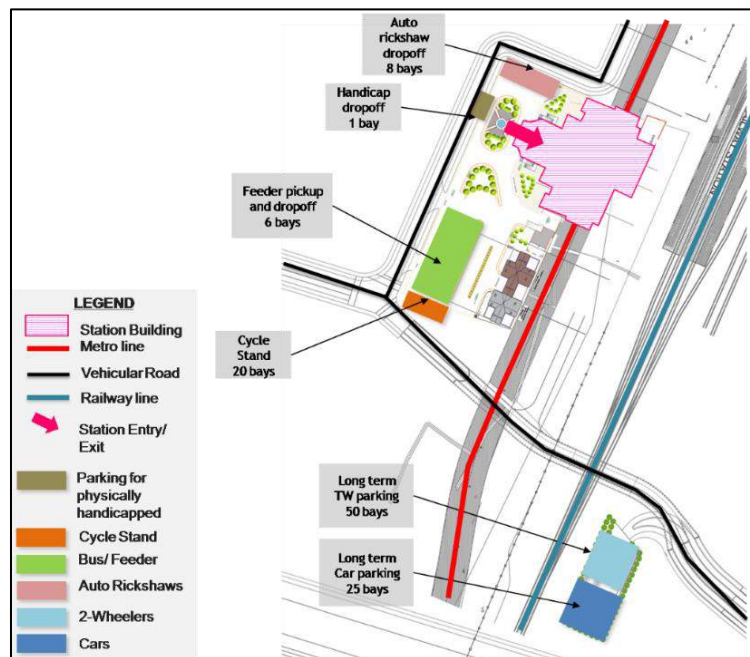 Auto
rickshaw
dropoff
8 bays
Handicap
dropoff
1 bay
Feeder pickup
and dropoff
6 bays
Cycle
Stand
20 bays
Long term
TW parking
50 bays
Long term
Car parking
25 bays
LEGEND
Station Building
Metro line
Vehicular Road
Railway line
Station Entry/
Exit
Parking for
physically
handicapped
Cycle Stand
Bus/ Feeder
Auto Rickshaws
2-Wheelers
Cars